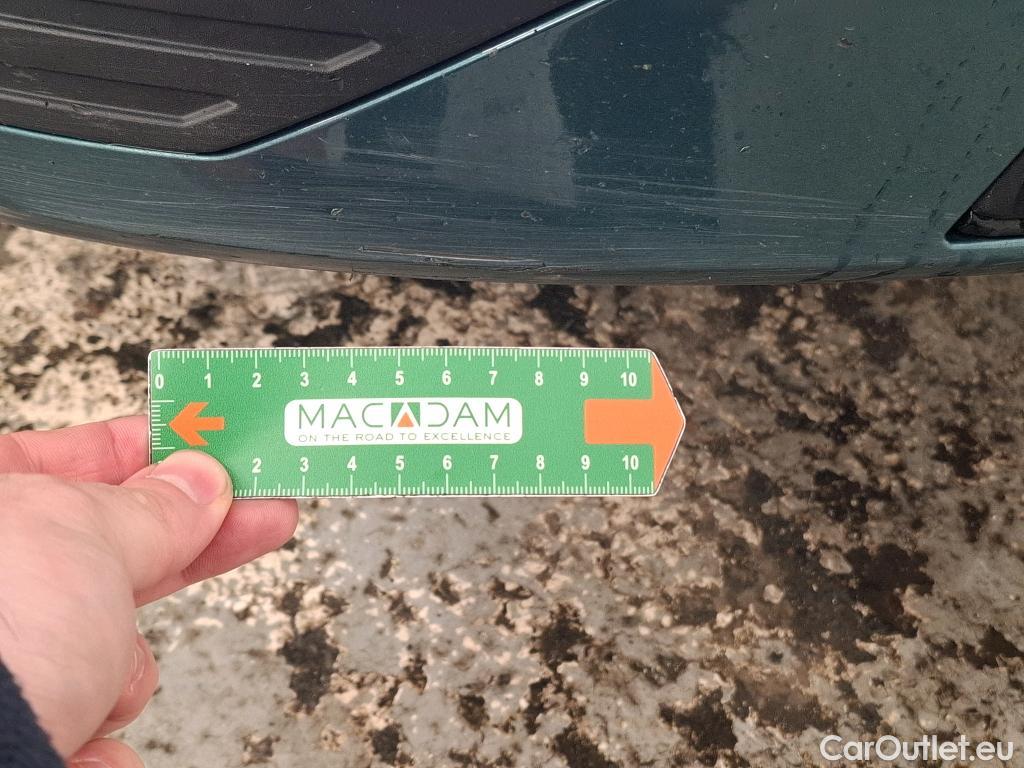 0 1 2 3 4 5 6 7 8 9 10
MACADAM
ON THE ROAD TO EXCELLENCE
2 3 4 5 6 7 8 9 10
CarOutlet.eu